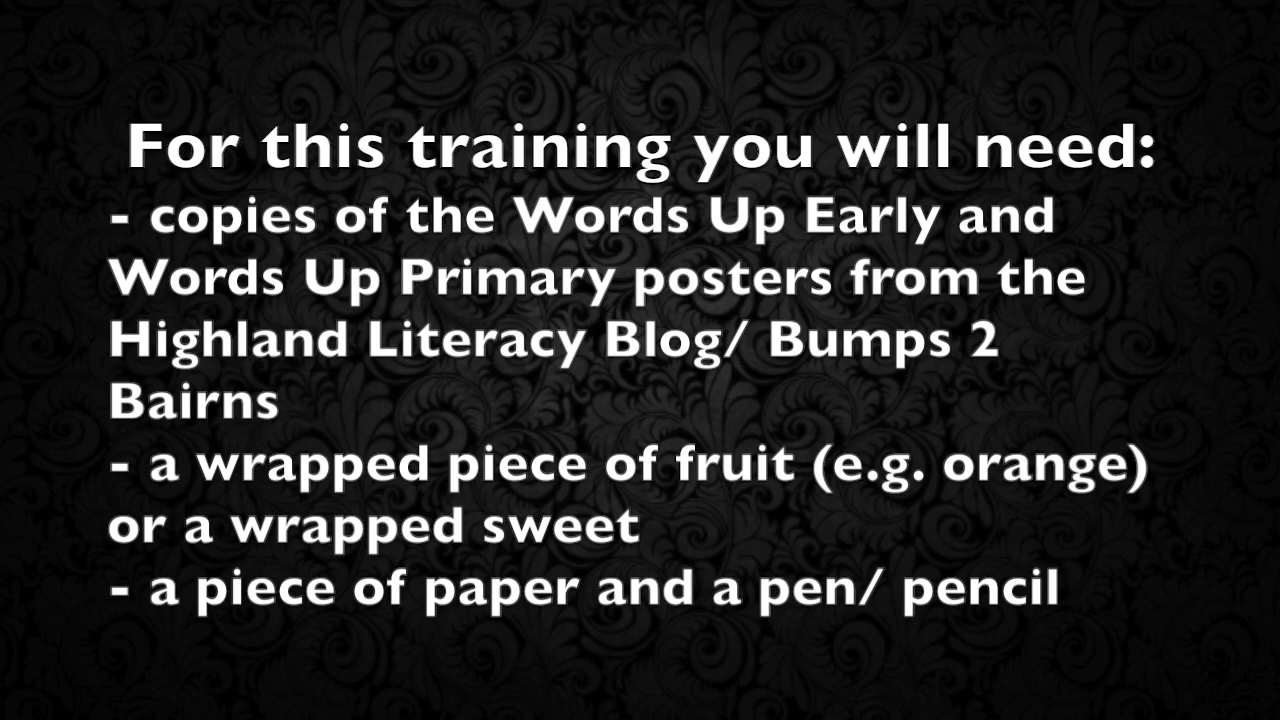 For this training you will need:
- copies of the Words Up Early and
Words Up Primary posters from the
Highland Literacy Blog/ Bumps 2
Bairns
- a wrapped piece of fruit (e.g. orange)
or a wrapped sweet
- a piece of paper and a pen/ pencil